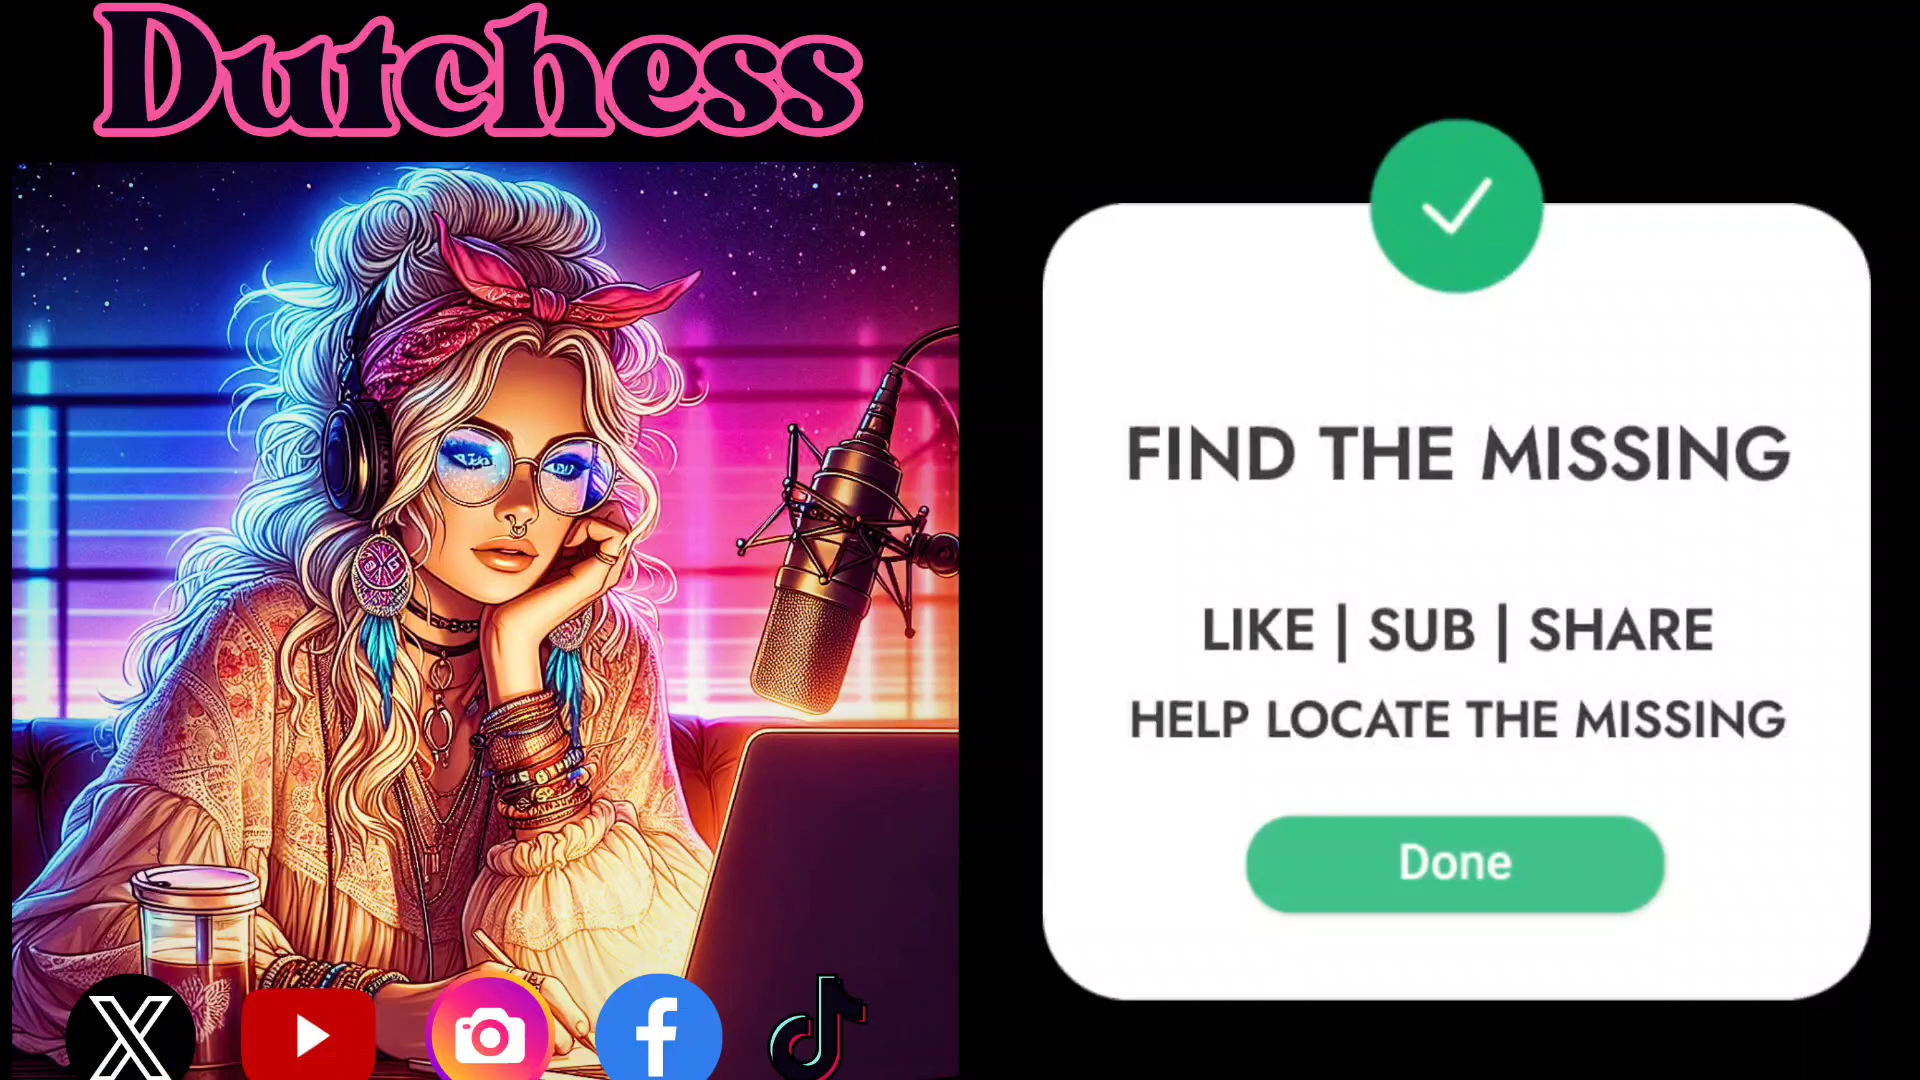 Dutchess
FIND THE MISSING
LIKE | SUB | SHARE
HELP LOCATE THE MISSING
Done